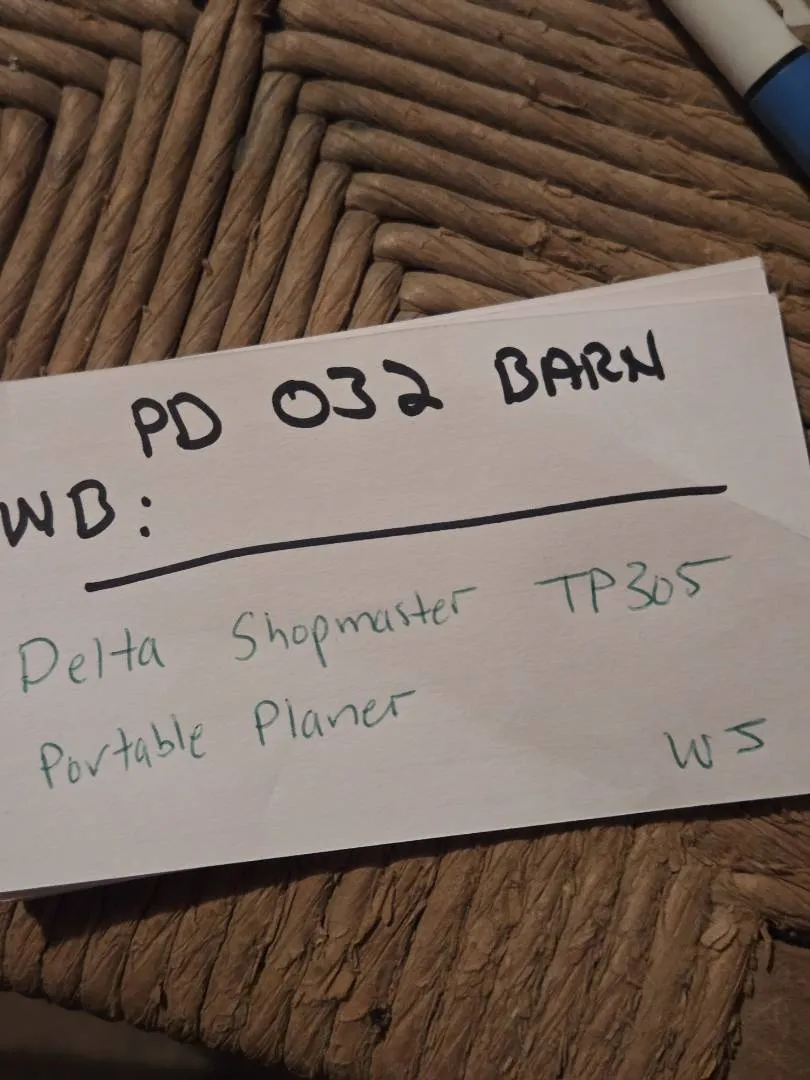 PD 032 BARN
WB:
Delta Shopmaster TP305
Portable Planer
WJ